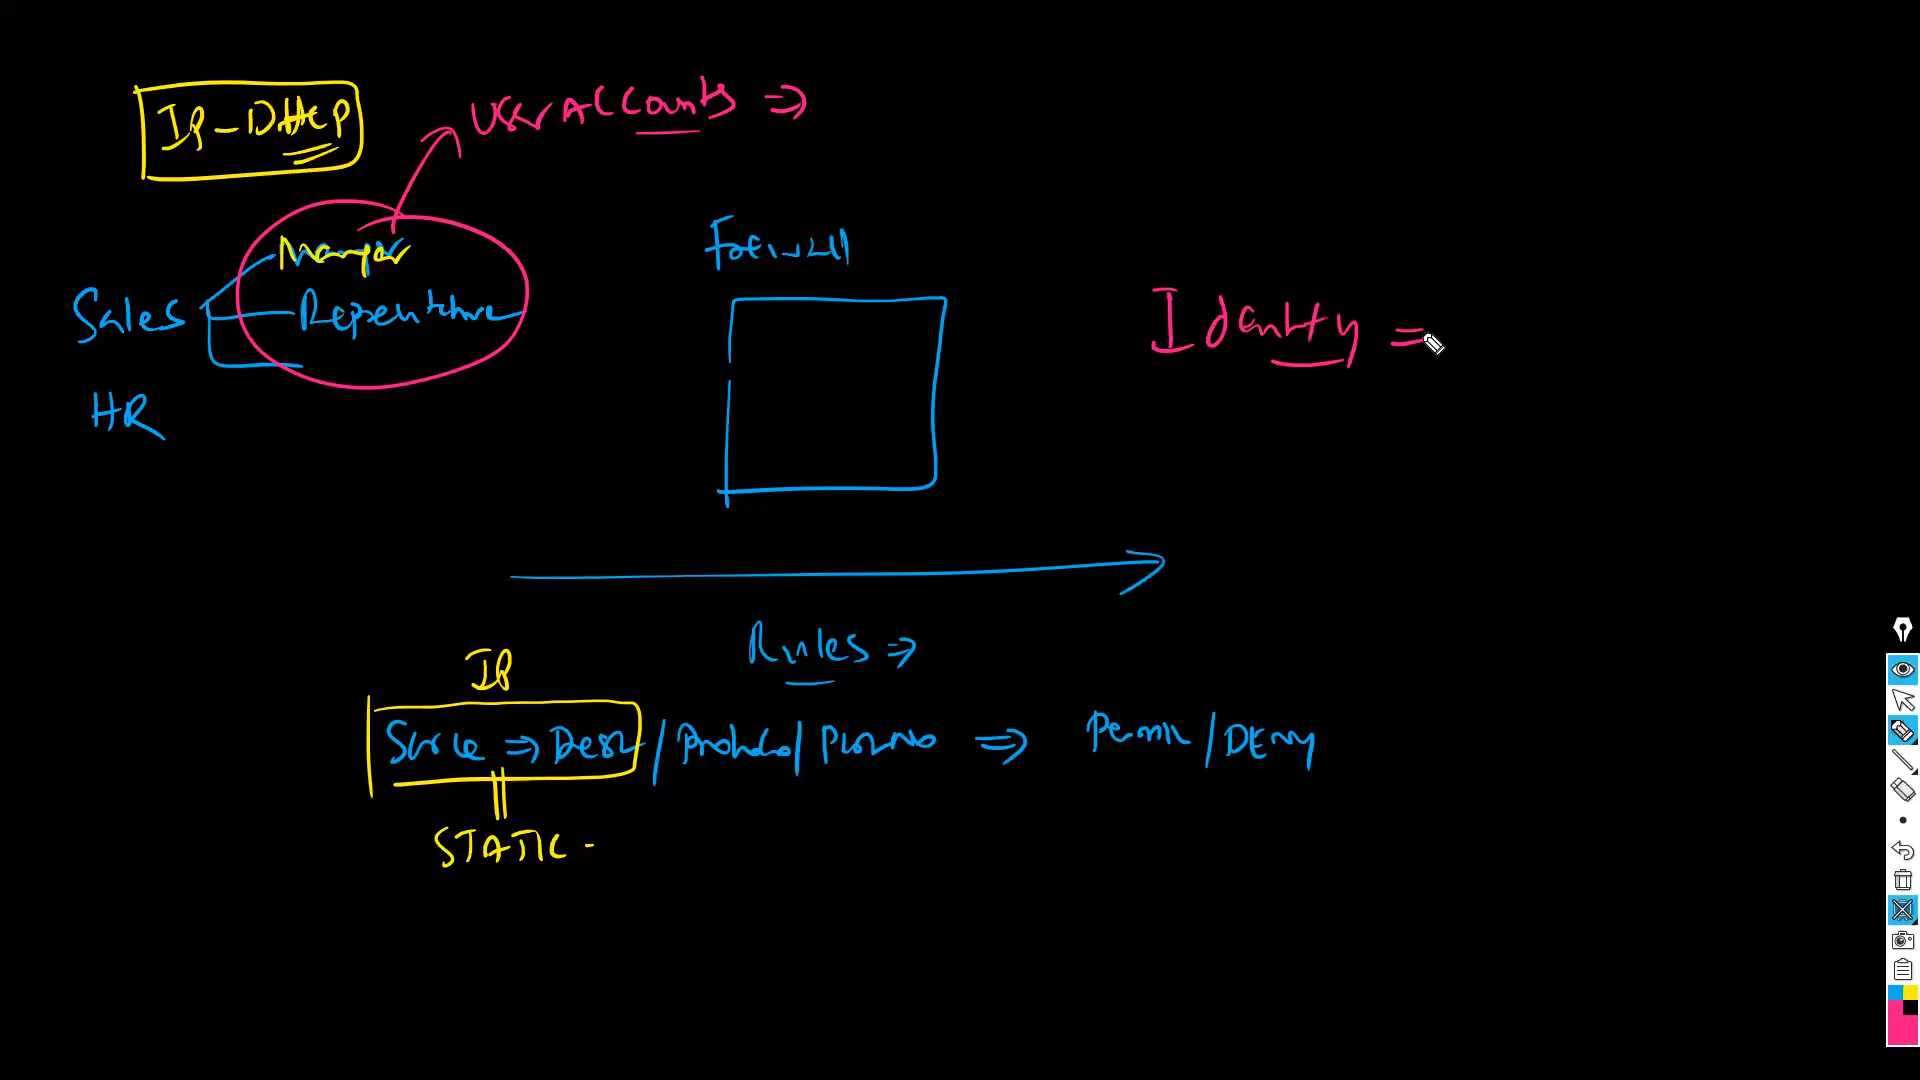 IP-DHCP
User Accounts ⇒
Manager
Sales
HR
Firewall
Identity =
Rules ⇒
IP
Source ⇒ Dest / Protocol / Port No ⇒ Permit / DENY
STATIC -